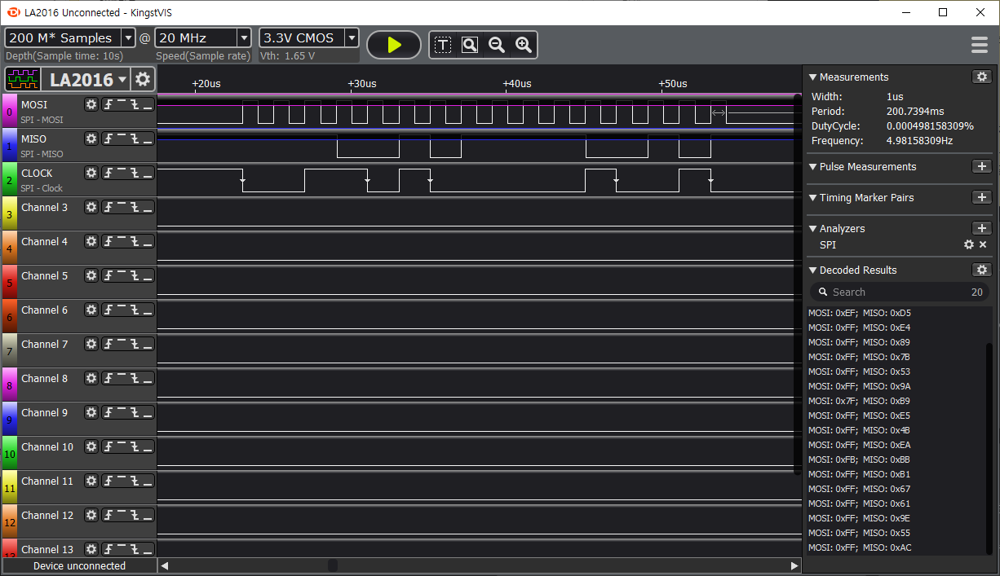 LA2016 Unconnected - KingstVIS
200 M* Samples @ 20 MHz 3.3V CMOS
Depth(Sample time: 10s) Speed(Sample rate) Vth: 1.65 V
LA2016
+20us +30us +40us +50us
0 MOSI
SPI - MOSI
1 MISO
SPI - MISO
2 CLOCK
SPI - Clock
3 Channel 3
4 Channel 4
5 Channel 5
6 Channel 6
7 Channel 7
8 Channel 8
9 Channel 9
10 Channel 10
11 Channel 11
12 Channel 12
13 Channel 13
Device unconnected
Measurements
Width: 1us
Period: 200.7394ms
DutyCycle: 0.000498158309%
Frequency: 4.98158309Hz
Pulse Measurements
Timing Marker Pairs
Analyzers
SPI
Decoded Results
Search 20
MOSI: 0xEF; MISO: 0xD5
MOSI: 0xFF; MISO: 0xE4
MOSI: 0xFF; MISO: 0x89
MOSI: 0xFF; MISO: 0x7B
MOSI: 0xFF; MISO: 0x53
MOSI: 0xFF; MISO: 0x9A
MOSI: 0x7F; MISO: 0xB9
MOSI: 0xFF; MISO: 0xE5
MOSI: 0xFF; MISO: 0x4B
MOSI: 0xFF; MISO: 0xEA
MOSI: 0xFB; MISO: 0xBB
MOSI: 0xFF; MISO: 0xB1
MOSI: 0xFF; MISO: 0x67
MOSI: 0xFF; MISO: 0x61
MOSI: 0xFF; MISO: 0x9E
MOSI: 0xFF; MISO: 0x55
MOSI: 0xFF; MISO: 0xAC